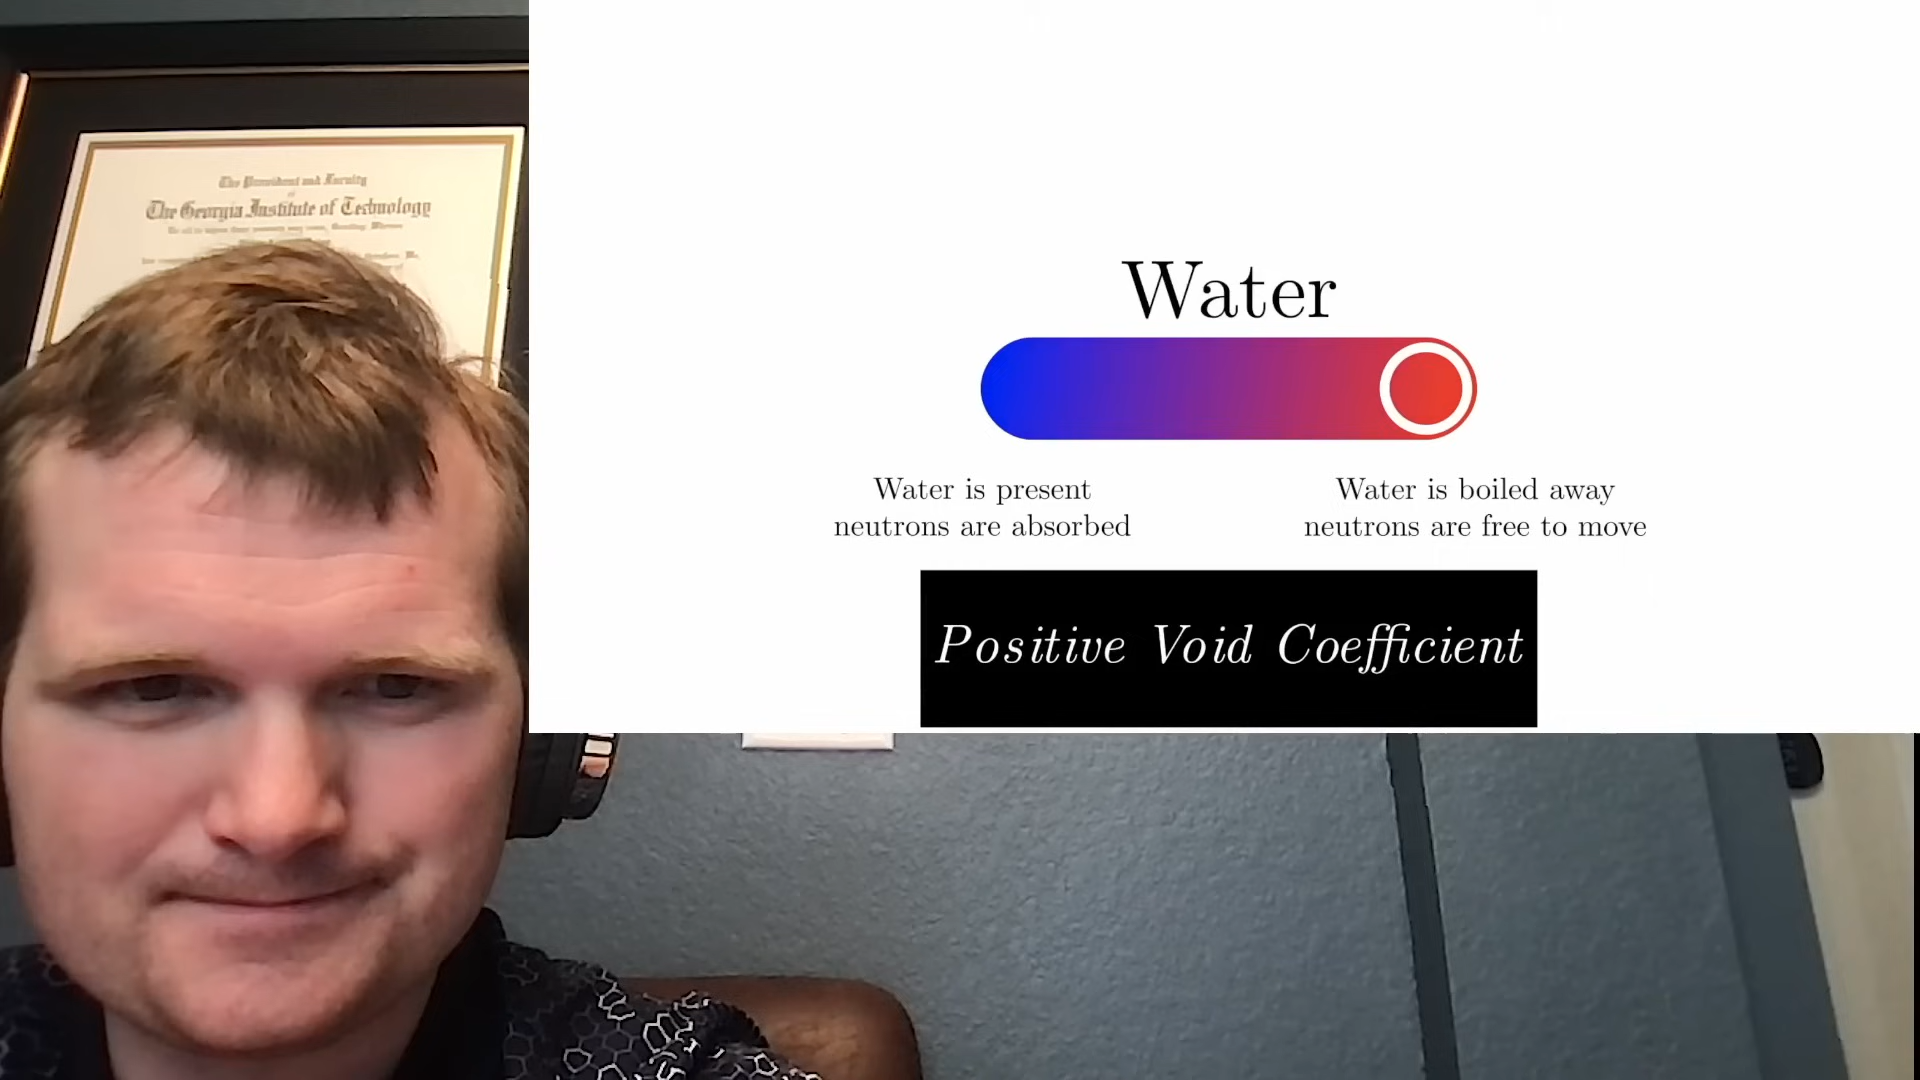 The President and Faculty
of
The Georgia Institute of Technology
Water
Water is present
neutrons are absorbed
Water is boiled away
neutrons are free to move
Positive Void Coefficient